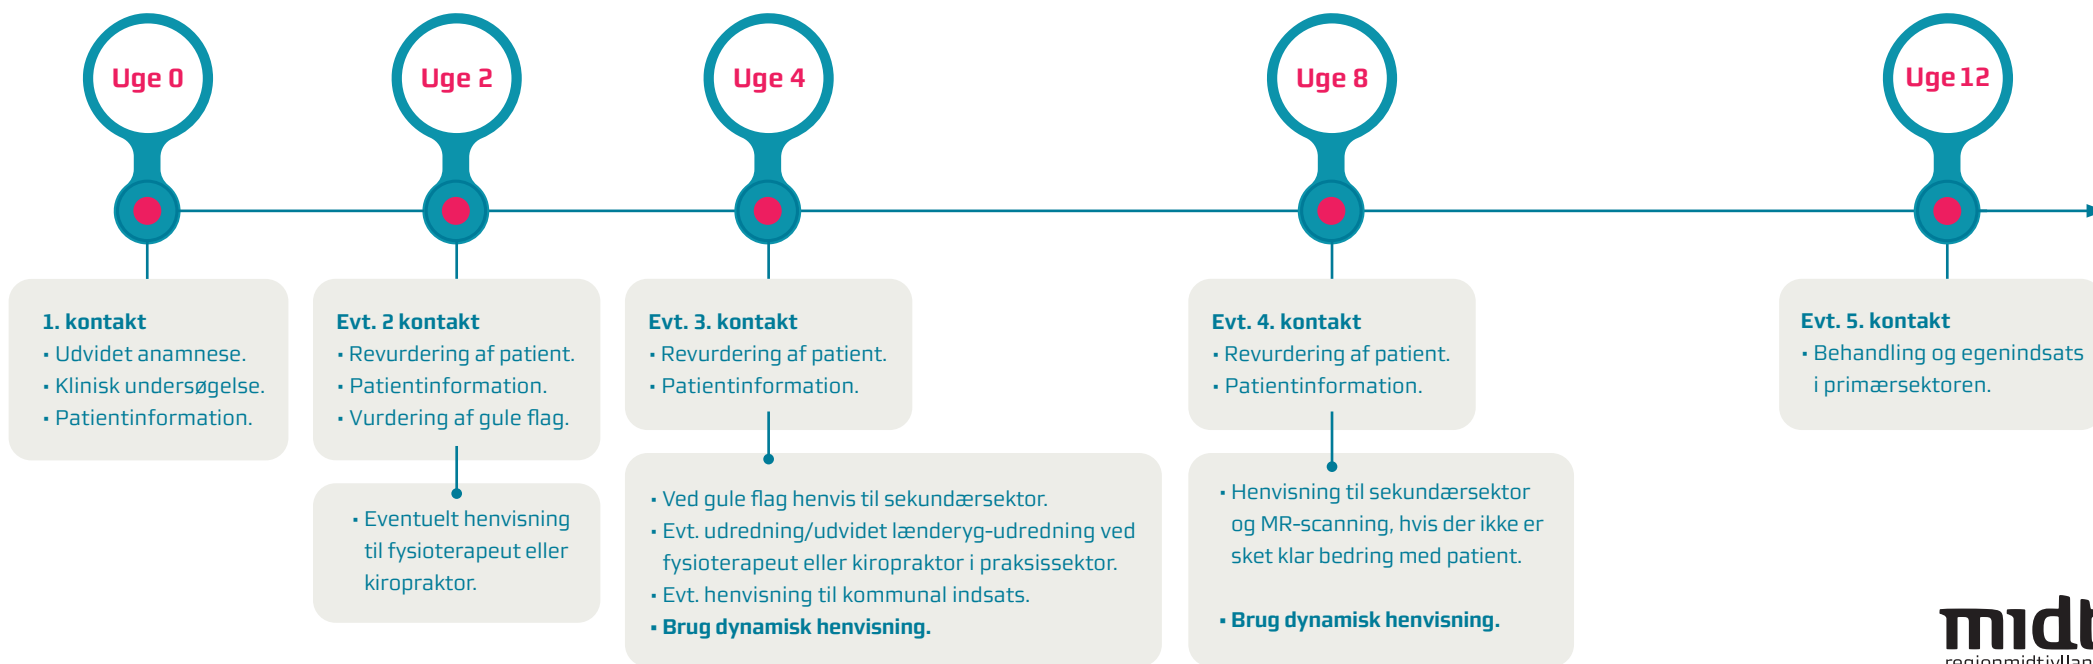 Uge 0
Uge 2
Uge 4
Uge 8
Uge 12
1. kontakt
· Udvidet anamnese.
· Klinisk undersøgelse.
· Patientinformation.
Evt. 2 kontakt
· Revurdering af patient.
· Patientinformation.
· Vurdering af gule flag.
· Eventuelt henvisning
til fysioterapeut eller
kiropraktor.
Evt. 3. kontakt
· Revurdering af patient.
· Patientinformation.
· Ved gule flag henvis til sekundærsektor.
· Evt. udredning/udvidet lænderyg-udredning ved
fysioterapeut eller kiropraktor i praksissektor.
· Evt. henvisning til kommunal indsats.
· Brug dynamisk henvisning.
Evt. 4. kontakt
· Revurdering af patient.
· Patientinformation.
· Henvisning til sekundærsektor
og MR-scanning, hvis der ikke er
sket klar bedring med patient.
· Brug dynamisk henvisning.
Evt. 5. kontakt
· Behandling og egenindsats
i primærsektoren.
midt